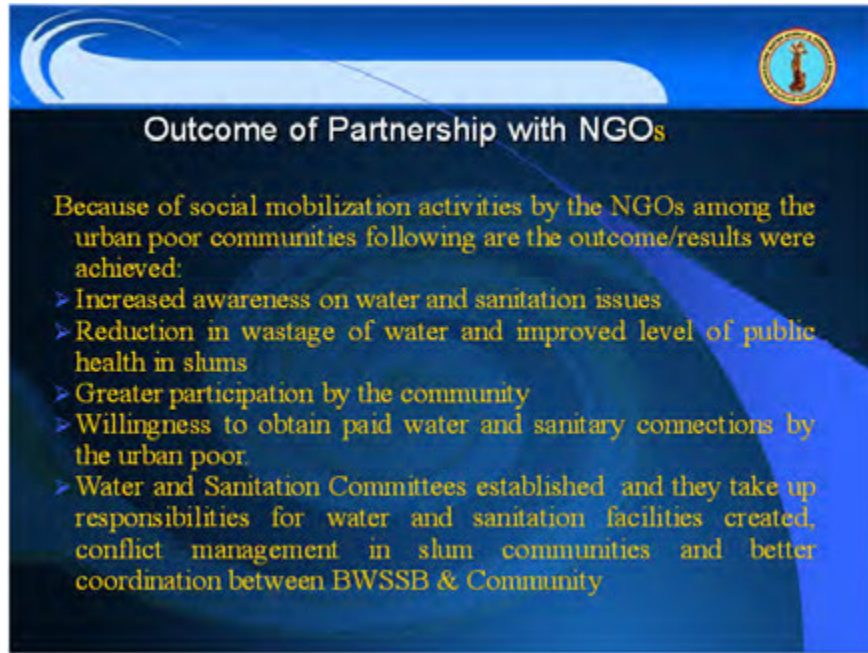 Outcome of Partnership with NGOs
Because of social mobilization activities by the NGOs among the
urban poor communities following are the outcome/results were
achieved:
➢Increased awareness on water and sanitation issues
➢Reduction in wastage of water and improved level of public
health in slums
➢Greater participation by the community
➢Willingness to obtain paid water and sanitary connections by
the urban poor.
➢Water and Sanitation Committees established and they take up
responsibilities for water and sanitation facilities created,
conflict management in slum communities and better
coordination between BWSSB & Community